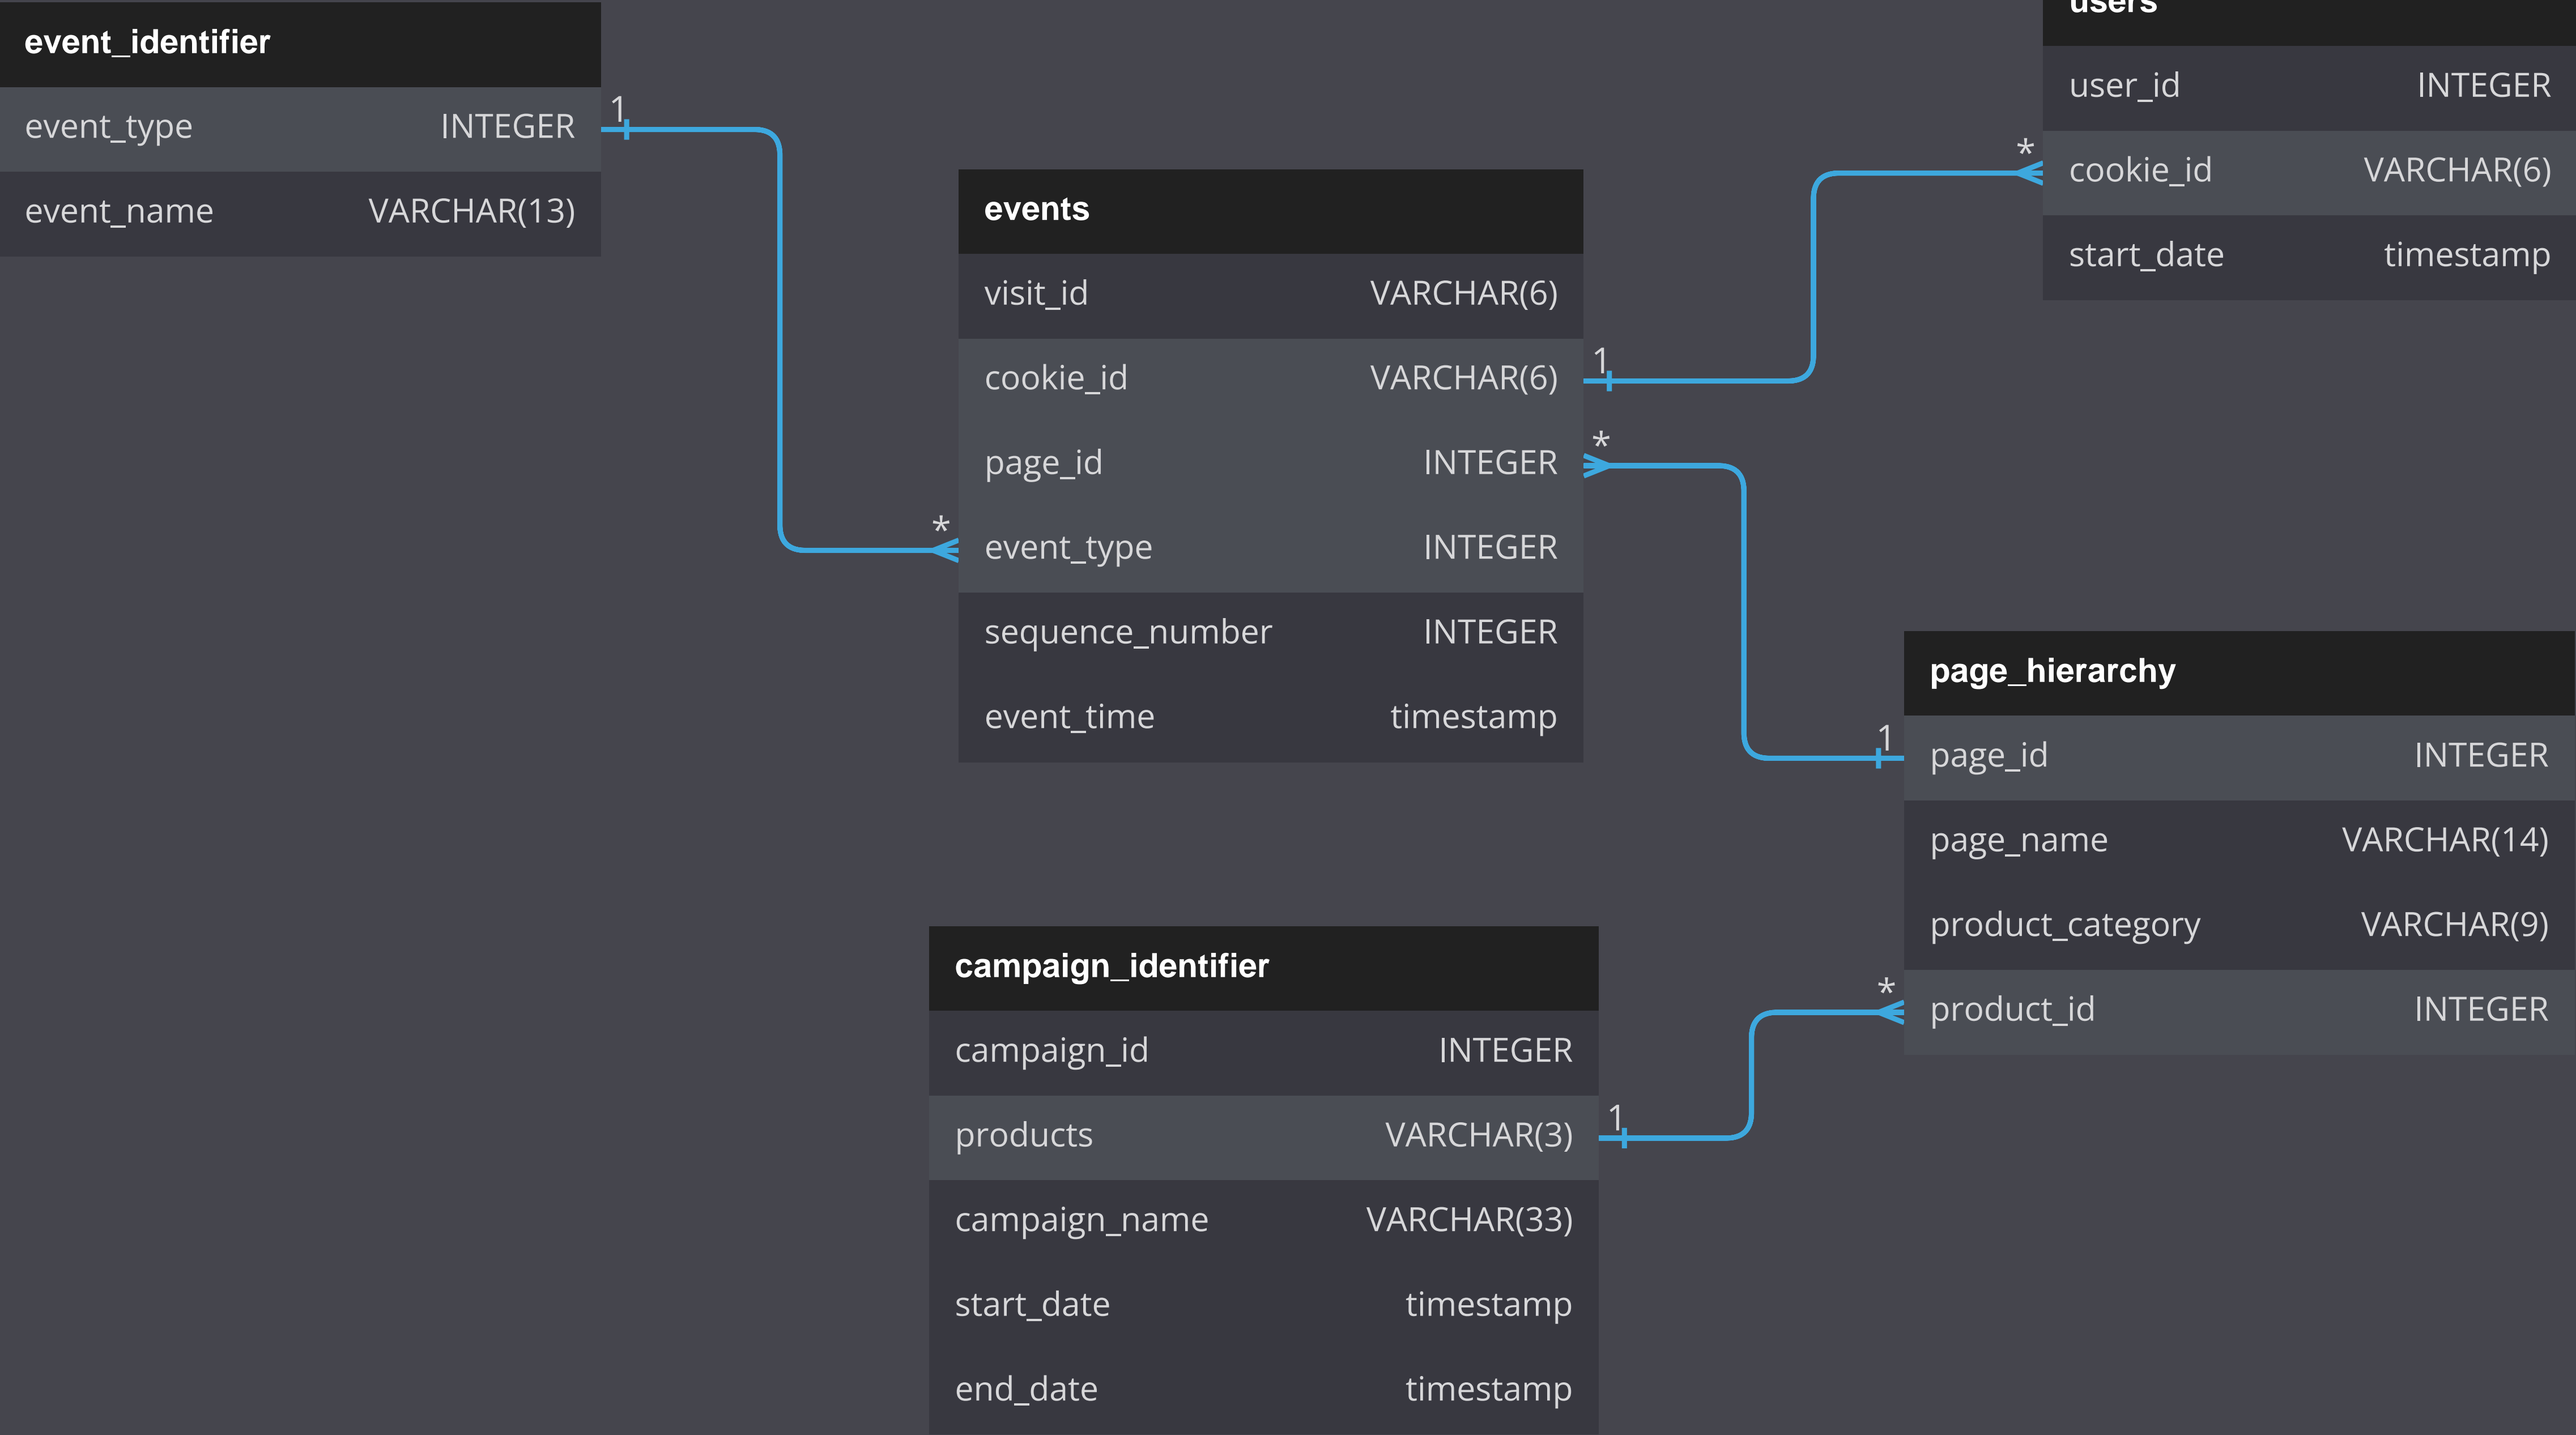 event_identifier
event_type INTEGER
event_name VARCHAR(13)
1
*
events
visit_id VARCHAR(6)
cookie_id VARCHAR(6)
page_id INTEGER
event_type INTEGER
sequence_number INTEGER
event_time timestamp
1
*
*
1
users
user_id INTEGER
cookie_id VARCHAR(6)
start_date timestamp
page_hierarchy
page_id INTEGER
page_name VARCHAR(14)
product_category VARCHAR(9)
product_id INTEGER
*
1
campaign_identifier
campaign_id INTEGER
products VARCHAR(3)
campaign_name VARCHAR(33)
start_date timestamp
end_date timestamp